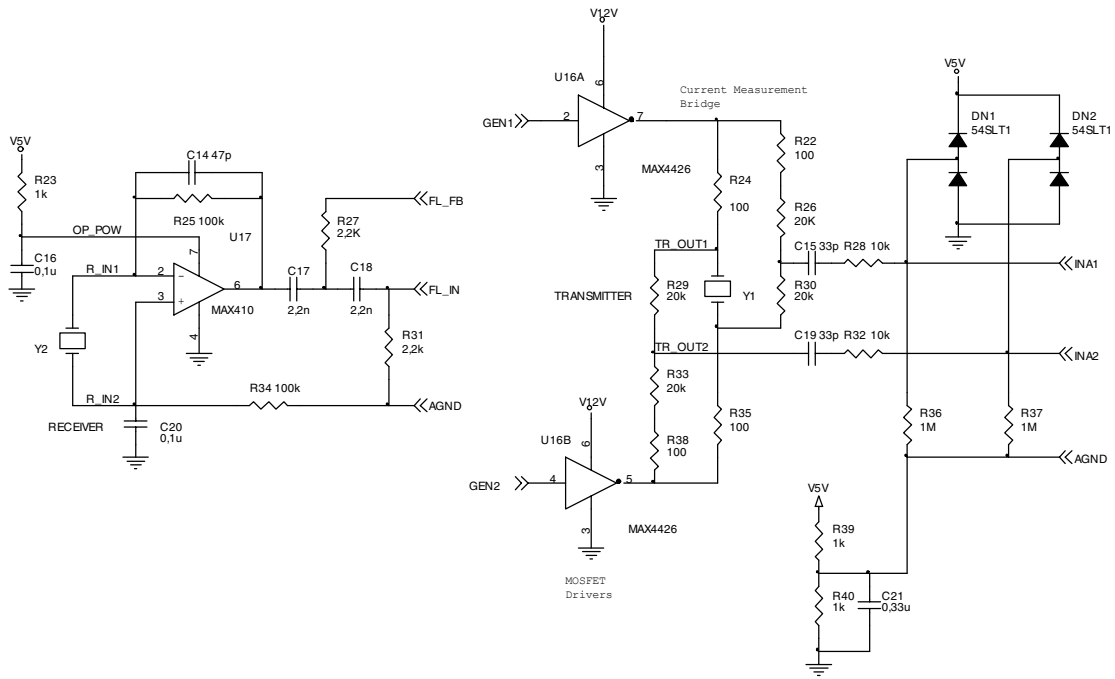 V12V
U16A
6
GEN1
2
7
3
MAX4426
Current Measurement
Bridge
R22
100
R24
100
R26
20K
V5V
DN1
54SLT1
DN2
54SLT1
V5V
R23
1k
C14 47p
R25 100k
U17
OP_POW
7
C16
0,1u
R_IN1
2
3
6
4
MAX410
Y2
R_IN2
RECEIVER
C20
0,1u
R34 100k
C17
2,2n
C18
2,2n
R27
2,2K
FL_FB
FL_IN
R31
2,2k
AGND
TR_OUT1
TRANSMITTER
R29
20k
Y1
C15 33p
R28 10k
R30
20k
INA1
TR_OUT2
C19 33p
R32 10k
INA2
R33
20k
R35
100
R38
100
R36
1M
R37
1M
AGND
V12V
U16B
6
GEN2
4
5
3
MAX4426
MOSFET
Drivers
V5V
R39
1k
R40
1k
C21
0,33u